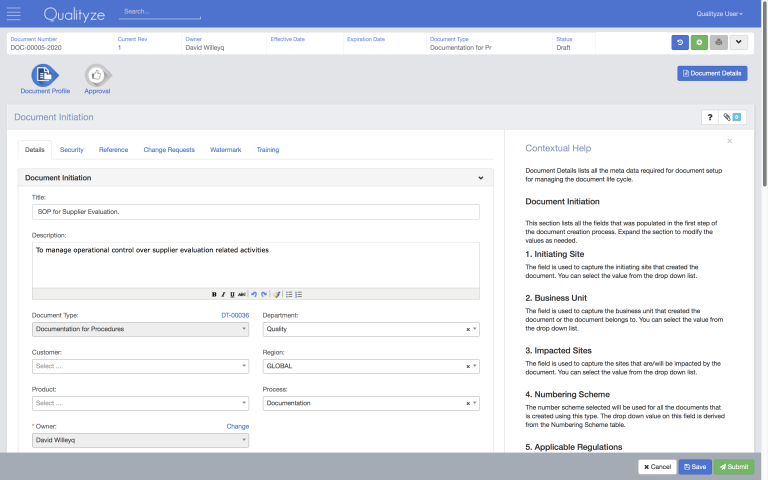 Qualityze
Search...
Qualityze User
Document Number
DOC-00005-2020
Current Rev
1
Owner
David Willeyq
Effective Date
Expiration Date
Document Type
Documentation for Pr
Status
Draft
Document Profile
Approval
Document Details
Document Initiation
?
0
Details
Security
Reference
Change Requests
Watermark
Training
Document Initiation
Title:
SOP for Supplier Evaluation.
Description:
To manage operational control over supplier evaluation related activities
B I U ABC
Document Type:
DT-00036
Documentation for Procedures
Department:
Quality
Customer:
Select ....
Region:
GLOBAL
Product:
Select ....
Process:
Documentation
* Owner:
Change
David Willeyq
Contextual Help
Document Details lists all the meta data required for document setup
for managing the document life cycle.
Document Initiation
This section lists all the fields that was populated in the first step of
the document creation process. Expand the section to modify the
values as needed.
1. Initiating Site
The field is used to capture the initiating site that created the
document. You can select the value from the drop down list.
2. Business Unit
The field is used to capture the business unit that created the
document or the document belongs to. You can select the value from
the drop down list.
3. Impacted Sites
The field is used to capture the sites that are/will be impacted by the
document. You can select the value from the drop down list.
4. Numbering Scheme
The number scheme selected will be used for all the documents that
is created using this type. The drop down value on this field is derived
from the Numbering Scheme table.
5. Applicable Regulations
Cancel
Save
Submit